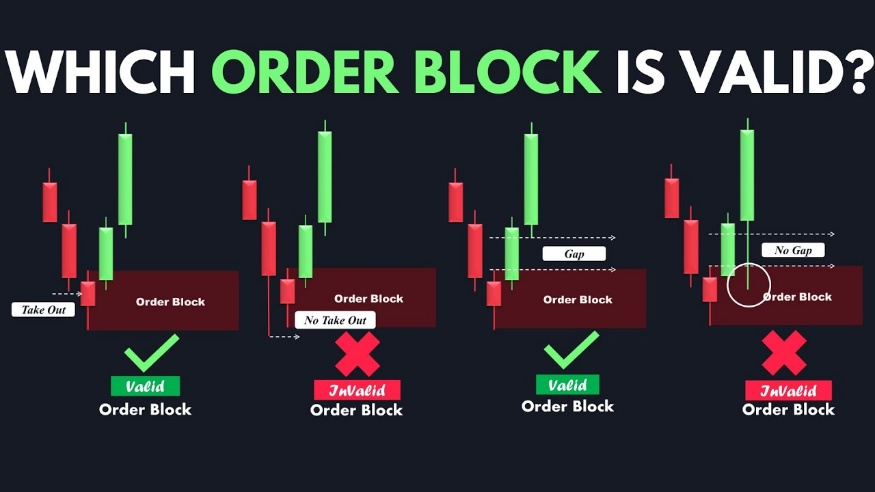 WHICH ORDER BLOCK IS VALID?
Take Out
Order Block
Valid
Order Block
Order Block
No Take Out
InValid
Order Block
Gap
Order Block
Valid
Order Block
No Gap
Order Block
InValid
Order Block